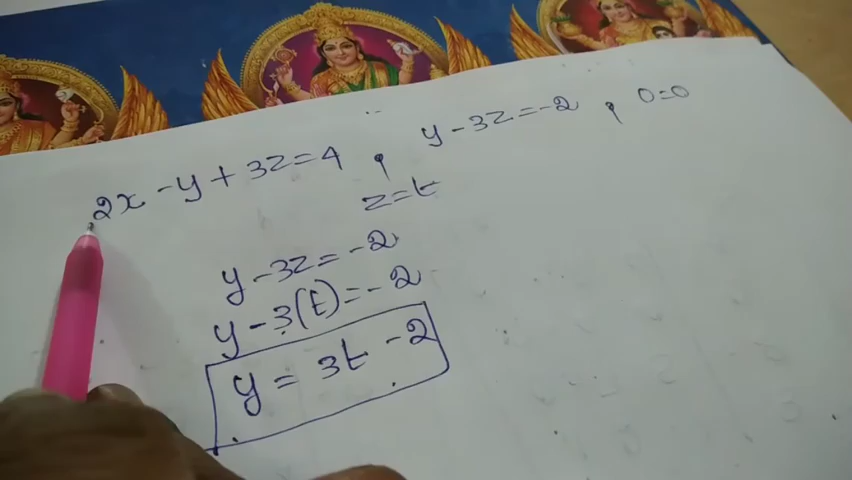 2x - y + 3z = 4 , y - 3z = -2 , 0 = 0
z = t
y - 3z = -2
y - 3(t) = -2
y = 3t - 2